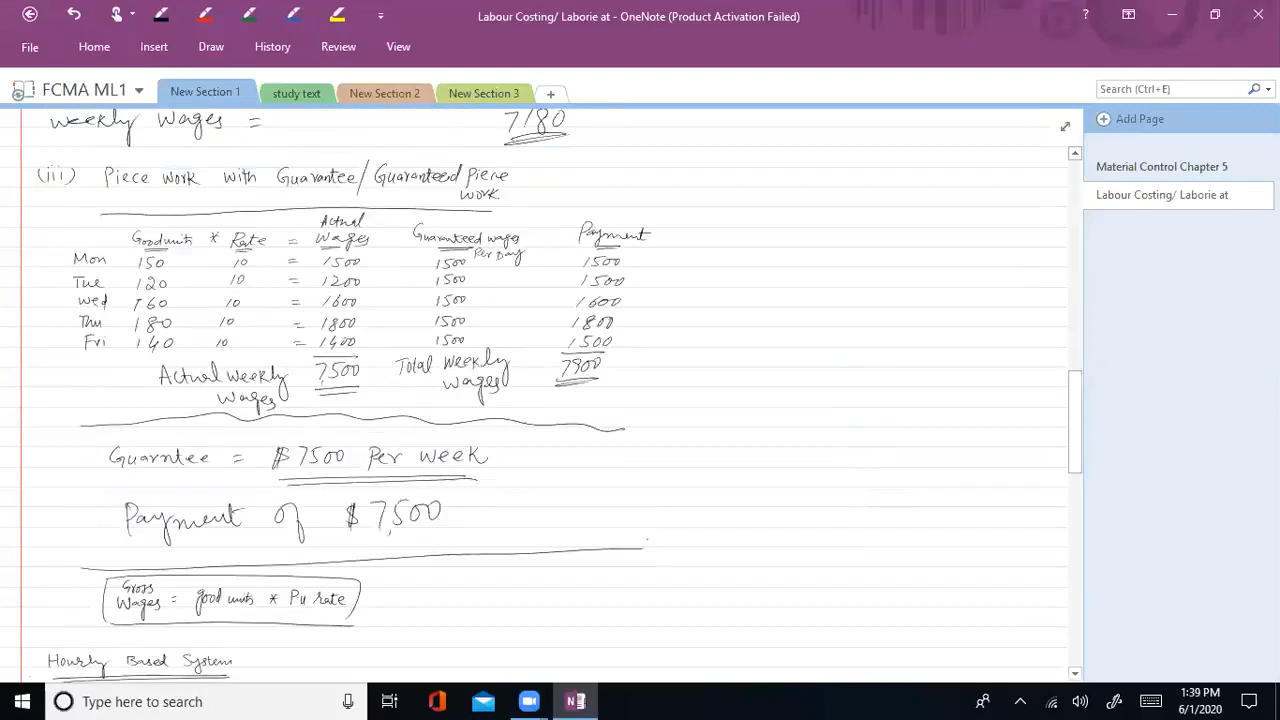 Labour Costing/ Laborie at - OneNote (Product Activation Failed)
File Home Insert Draw History Review View
FCMA ML1 New Section 1 study text New Section 2 New Section 3
Search (Ctrl+E)
Add Page
Material Control Chapter 5
Labour Costing/ Laborie at
Weekly Wages = 7180
(iii) Piece Work with Guarantee/Guaranteed piece
work.
Good units * Rate = Actual Wages Guaranteed wages Per Day Payment
Mon 150 10 = 1500 1500 1500
Tue 120 10 = 1200 1500 1500
Wed 160 10 = 1600 1500 1600
Thu 180 10 = 1800 1500 1800
Fri 140 10 = 1400 1500 1500
Actual Weekly Wages 7,500 Total Weekly Wages 7900
Guarntee = $ 7500 Per week
Payment of $ 7,500
Gross Wages = good units * PU rate
Hourly Based System
Type here to search
1:39 PM
6/1/2020